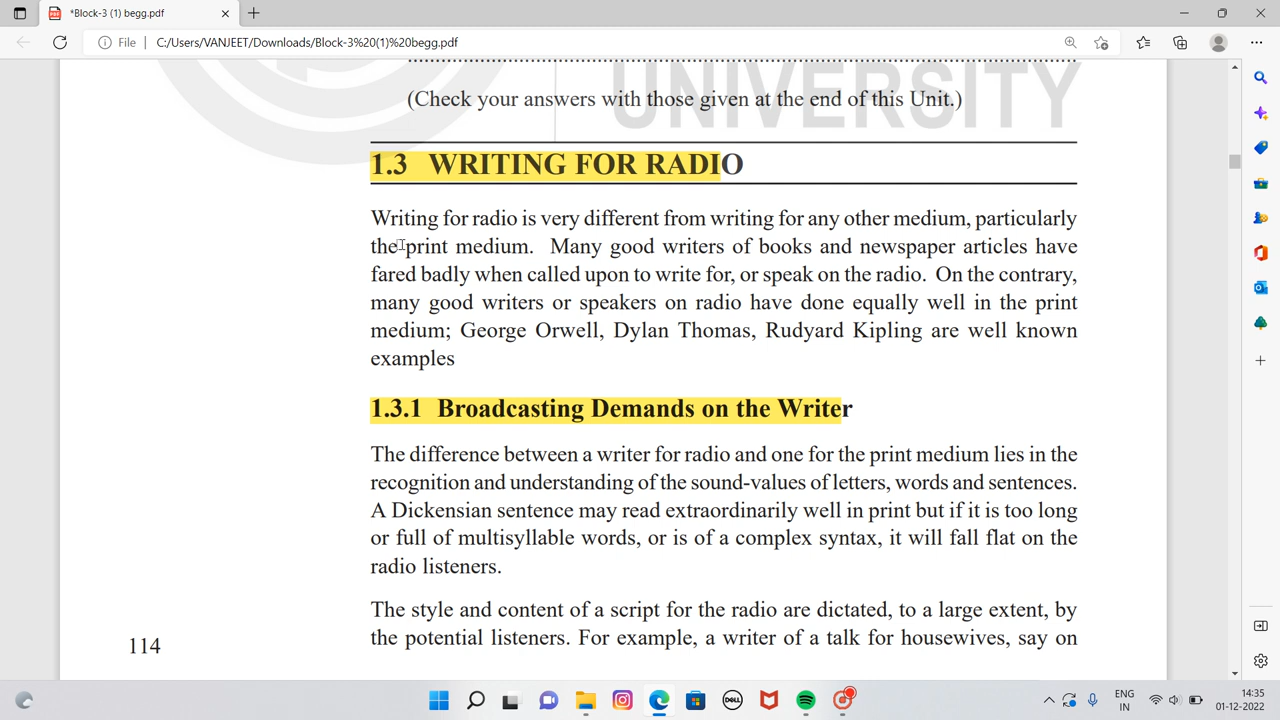 *Block-3 (1) begg.pdf
File
C:/Users/VANJEET/Downloads/Block-3%20(1)%20begg.pdf
UNIVERSITY
(Check your answers with those given at the end of this Unit.)
1.3 WRITING FOR RADIO
Writing for radio is very different from writing for any other medium, particularly
the print medium. Many good writers of books and newspaper articles have
fared badly when called upon to write for, or speak on the radio. On the contrary,
many good writers or speakers on radio have done equally well in the print
medium; George Orwell, Dylan Thomas, Rudyard Kipling are well known
examples
1.3.1 Broadcasting Demands on the Writer
The difference between a writer for radio and one for the print medium lies in the
recognition and understanding of the sound-values of letters, words and sentences.
A Dickensian sentence may read extraordinarily well in print but if it is too long
or full of multisyllable words, or is of a complex syntax, it will fall flat on the
radio listeners.
The style and content of a script for the radio are dictated, to a large extent, by
the potential listeners. For example, a writer of a talk for housewives, say on
114
DELL
ENG
IN
14:35
01-12-2022